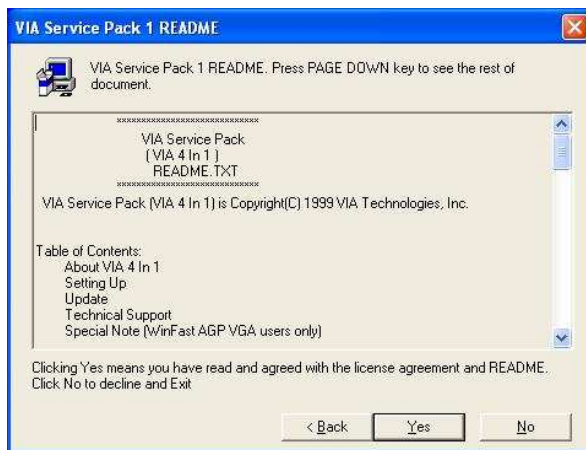 VIA Service Pack 1 README
VIA Service Pack 1 README. Press PAGE DOWN key to see the rest of
document.
××××××××××××××××××××××××××××
VIA Service Pack
( VIA 4 In 1 )
README.TXT
××××××××××××××××××××××××××××
VIA Service Pack (VIA 4 In 1) is Copyright(C) 1999 VIA Technologies, Inc.
Table of Contents:
About VIA 4 In 1
Setting Up
Update
Technical Support
Special Note (WinFast AGP VGA users only)
Clicking Yes means you have read and agreed with the license agreement and README.
Click No to decline and Exit
< Back
Yes
No